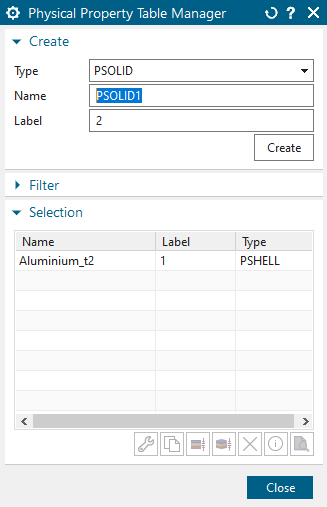 Physical Property Table Manager
Create
Type PSOLID
Name PSOLID1
Label 2
Create
Filter
Selection
Name Label Type
Aluminium_t2 1 PSHELL
Close